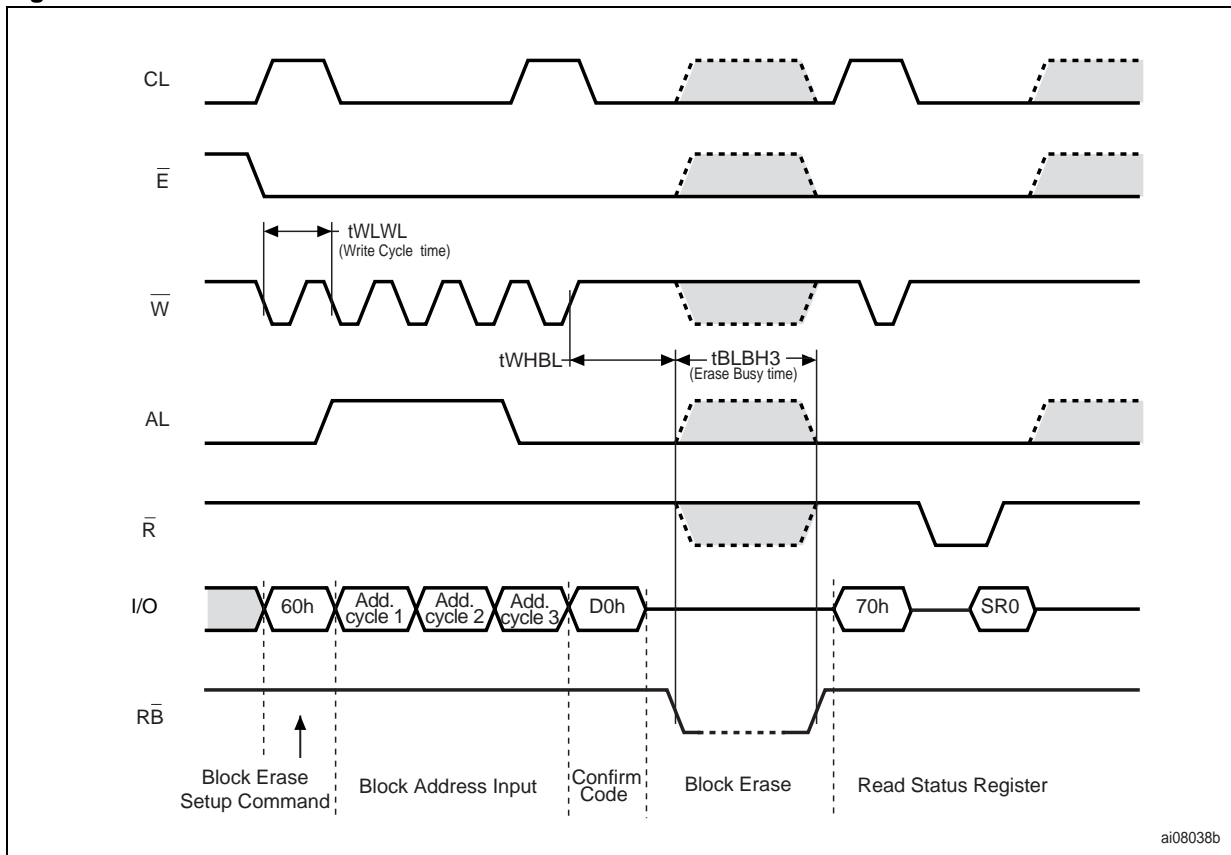 CL
E̅
tWLWL
(Write Cycle time)
W̅
tWHBL
tBLBH3
(Erase Busy time)
AL
R̅
I/O
60h
Add.
cycle 1
Add.
cycle 2
Add.
cycle 3
D0h
70h
SR0
RB̅
Block Erase
Setup Command
Block Address Input
Confirm
Code
Block Erase
Read Status Register
ai08038b